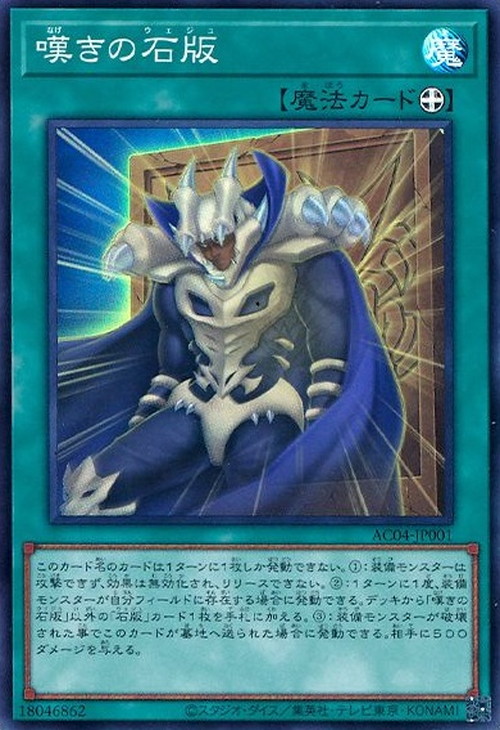 嘆きの石版
魔
【魔法カード】
AC04-JP001
このカード名のカードは1ターンに1枚しか発動できない。①:装備モンスターは
攻撃できず、効果は無効化され、リリースできない。②:1ターンに1度、装備モ
ンスターが自分フィールドに存在する場合に発動できる。デッキから「嘆きの
石版」以外の「石版」カード1枚を手札に加える。③:装備モンスターが破壊
された事でこのカードが墓地へ送られた場合に発動できる。相手に500
ダメージを与える。
18046862 ©スタジオ・ダイス/集英社・テレビ東京・KONAMI